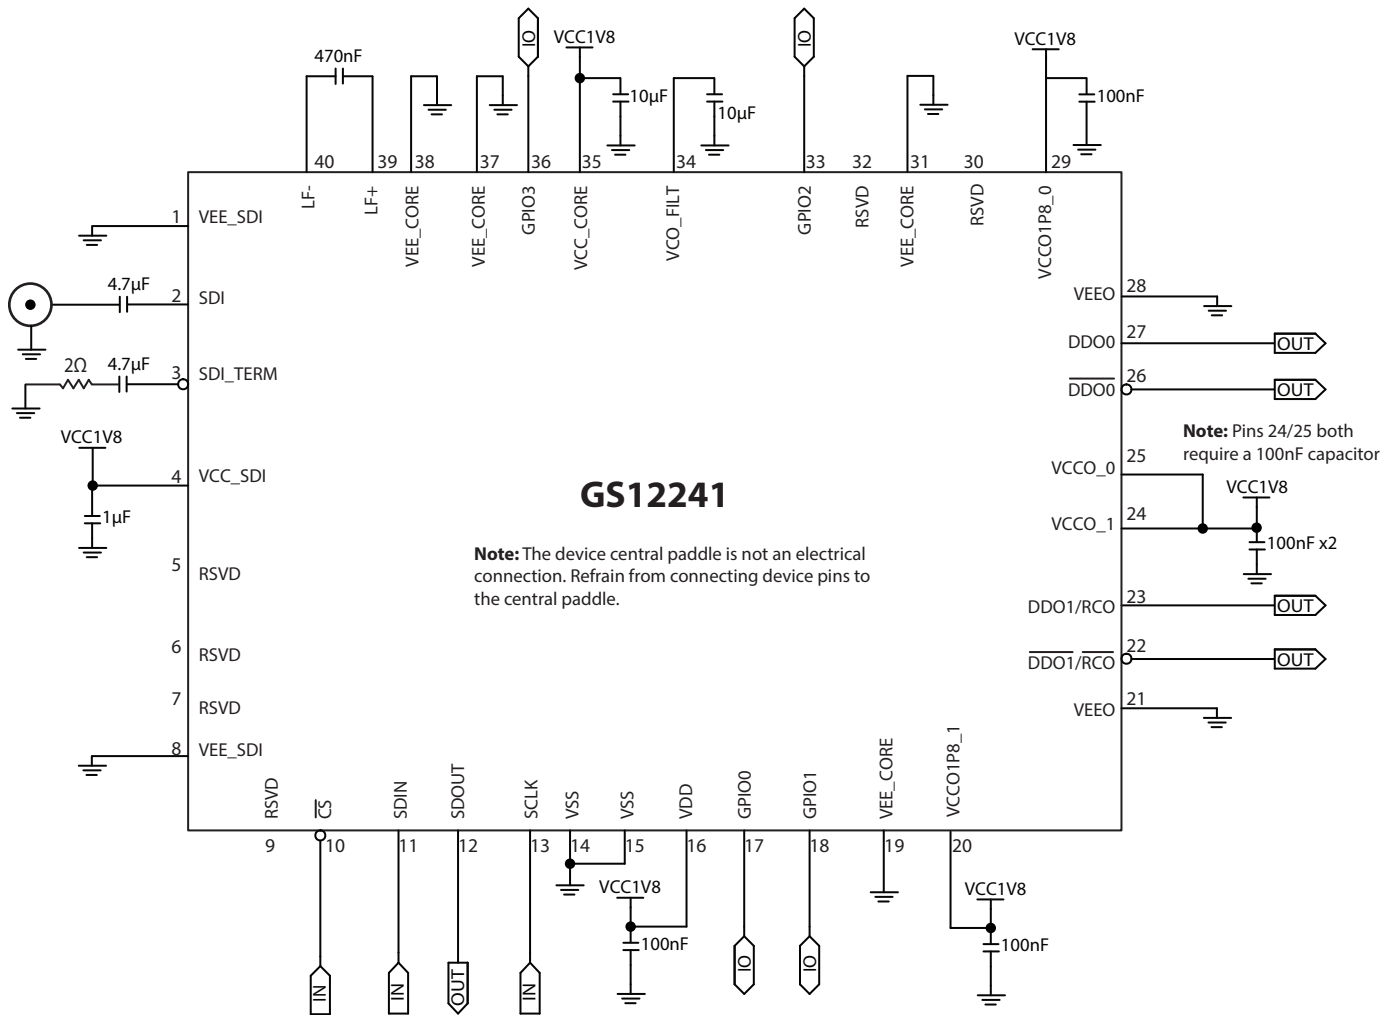 IO
IO
VCC1V8
VCC1V8
470nF
10μF
10μF
100nF
40
39
38
37
36
35
34
33
32
31
30
29
LF-
LF+
VEE_CORE
VEE_CORE
GPIO3
VCC_CORE
VCO_FILT
GPIO2
RSVD
VEE_CORE
RSVD
VCCO1P8_0
1
VEE_SDI
4.7μF
2
SDI
2Ω
4.7μF
3
SDI_TERM
VCC1V8
4
VCC_SDI
1μF
5
RSVD
6
RSVD
7
RSVD
8
VEE_SDI
GS12241
Note: The device central paddle is not an electrical
connection. Refrain from connecting device pins to
the central paddle.
VEEO
28
DDO0
27
OUT
DDO0
26
OUT
Note: Pins 24/25 both
require a 100nF capacitor
VCCO_0
25
VCC1V8
VCCO_1
24
100nF x2
DDO1/RCO
23
OUT
DDO1/RCO
22
OUT
VEEO
21
RSVD
CS
SDIN
SDOUT
SCLK
VSS
VSS
VDD
GPIO0
GPIO1
VEE_CORE
VCCO1P8_1
9
10
11
12
13
14
15
16
17
18
19
20
VCC1V8
VCC1V8
100nF
100nF
IN
IN
OUT
IN
IO
IO